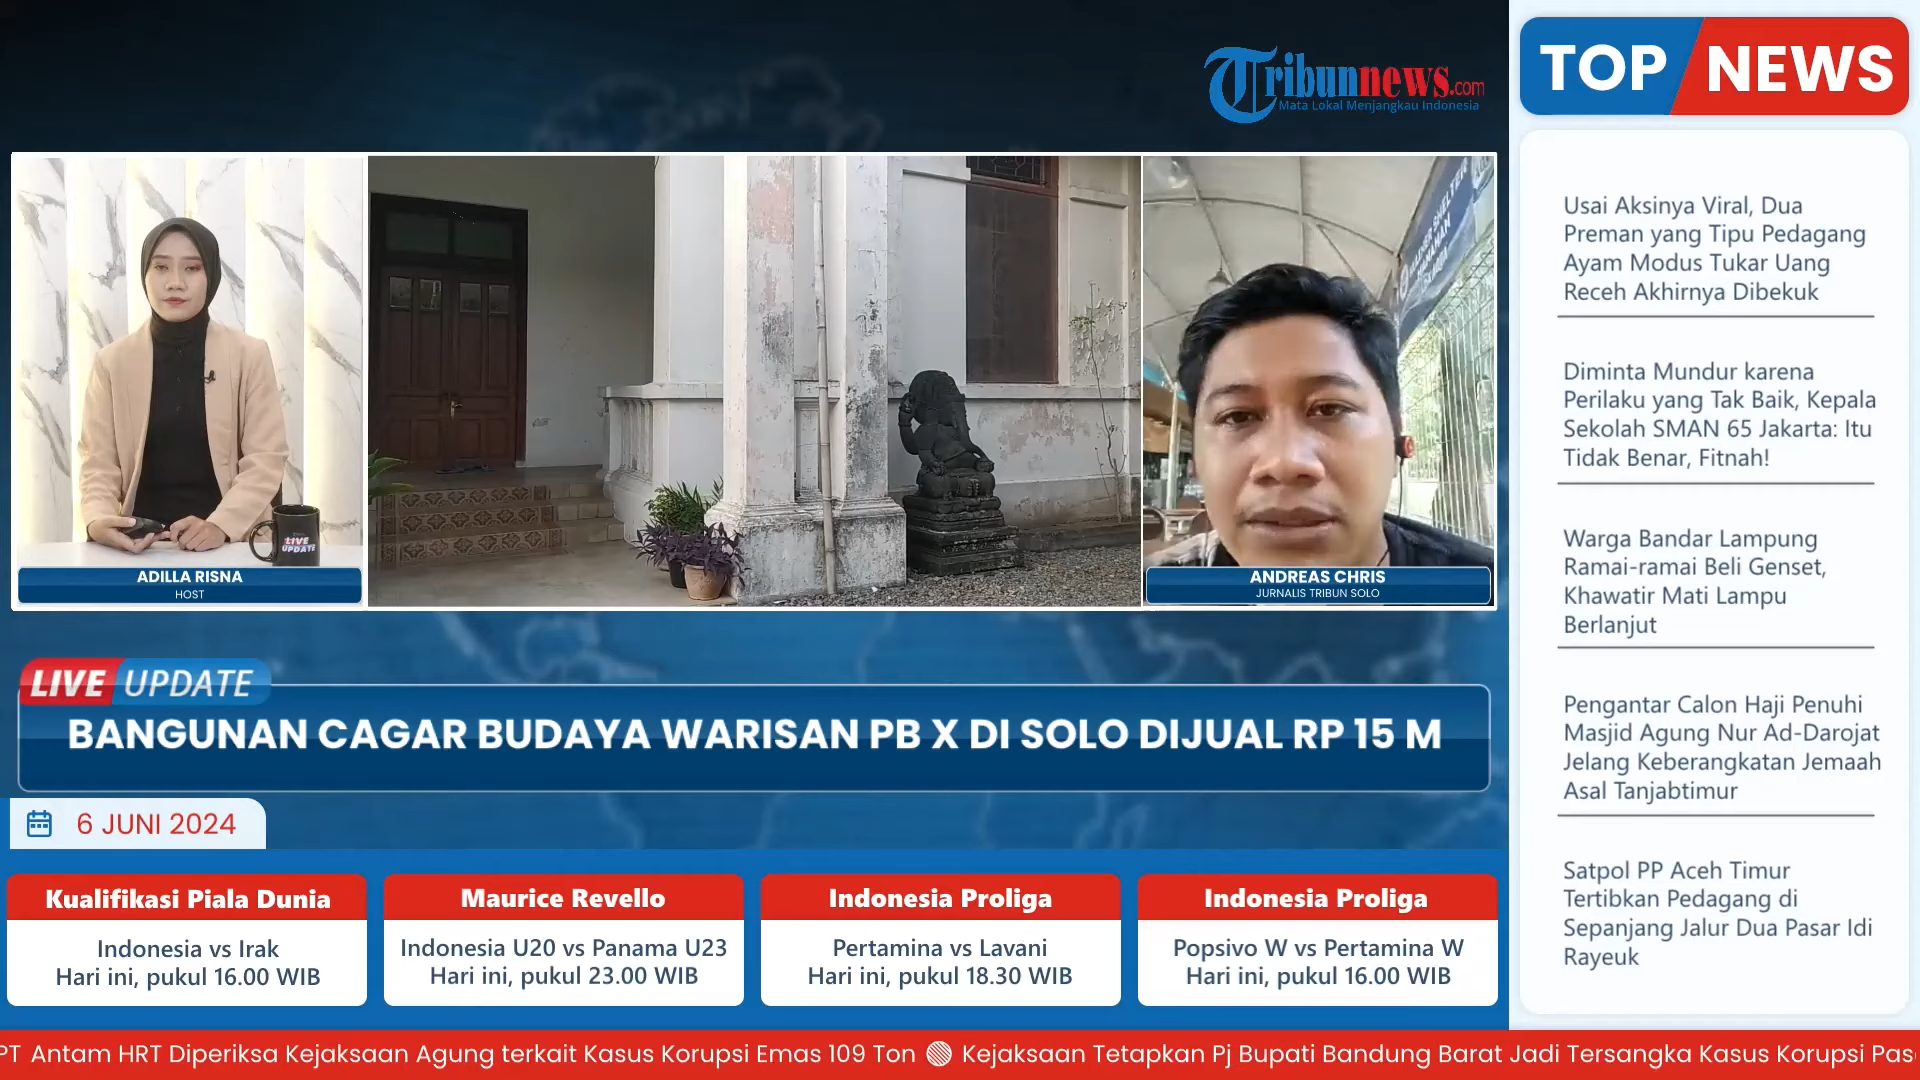 Tribunnews.com
Mata Lokal Menjangkau Indonesia
TOP NEWS
ADILLA RISNA
HOST
LIVE
UPDATE
ANDREAS CHRIS
JURNALIS TRIBUN SOLO
LIVE UPDATE
BANGUNAN CAGAR BUDAYA WARISAN PB X DI SOLO DIJUAL RP 15 M
6 JUNI 2024
Kualifikasi Piala Dunia
Indonesia vs Irak
Hari ini, pukul 16.00 WIB
Maurice Revello
Indonesia U20 vs Panama U23
Hari ini, pukul 23.00 WIB
Indonesia Proliga
Pertamina vs Lavani
Hari ini, pukul 18.30 WIB
Indonesia Proliga
Popsivo W vs Pertamina W
Hari ini, pukul 16.00 WIB
Usai Aksinya Viral, Dua
Preman yang Tipu Pedagang
Ayam Modus Tukar Uang
Receh Akhirnya Dibekuk
Diminta Mundur karena
Perilaku yang Tak Baik, Kepala
Sekolah SMAN 65 Jakarta: Itu
Tidak Benar, Fitnah!
Warga Bandar Lampung
Ramai-ramai Beli Genset,
Khawatir Mati Lampu
Berlanjut
Pengantar Calon Haji Penuhi
Masjid Agung Nur Ad-Darojat
Jelang Keberangkatan Jemaah
Asal Tanjabtimur
Satpol PP Aceh Timur
Tertibkan Pedagang di
Sepanjang Jalur Dua Pasar Idi
Rayeuk
PT Antam HRT Diperiksa Kejaksaan Agung terkait Kasus Korupsi Emas 109 Ton Kejaksaan Tetapkan Pj Bupati Bandung Barat Jadi Tersangka Kasus Korupsi Pas